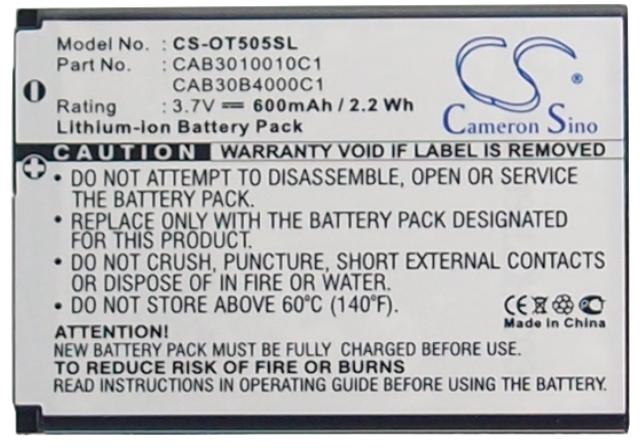 Model No. : CS-OT505SL
Part No. : CAB3010010C1
CAB30B4000C1
Rating : 3.7V 600mAh / 2.2 Wh
Lithium-ion Battery Pack
CS
Cameron Sino
CAUTION WARRANTY VOID IF LABEL IS REMOVED
• DO NOT ATTEMPT TO DISASSEMBLE, OPEN OR SERVICE
THE BATTERY PACK.
• REPLACE ONLY WITH THE BATTERY PACK DESIGNATED
FOR THIS PACK.
• DO NOT CRUSH, PUNCTURE, SHORT EXTERNAL CONTACTS
OR DISPOSE OF IN FIRE OR WATER.
• DO NOT STORE ABOVE 60°C (140°F).
CE
Made in China
ATTENTION!
NEW BATTERY PACK MUST BE FULLY CHARGED BEFORE USE.
TO REDUCE RISK OF FIRE OR BURNS
READ INSTRUCTIONS IN OPERATING GUIDE BEFORE BATTERY USE.